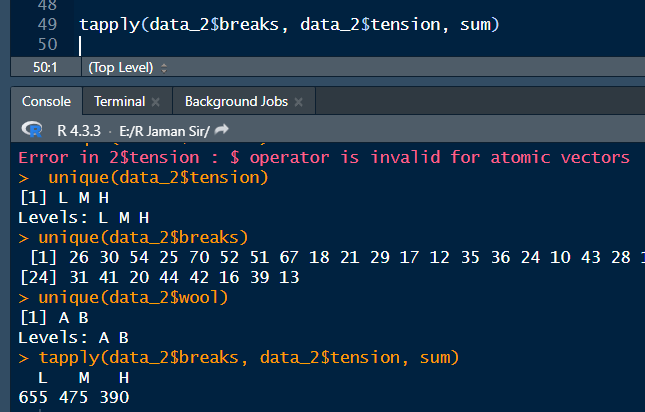 48
49 tapply(data_2$breaks, data_2$tension, sum)
50
50:1 (Top Level)
Console Terminal Background Jobs
R R 4.3.3 · E:/R Jaman Sir/
Error in 2$tension : $ operator is invalid for atomic vectors
> unique(data_2$tension)
[1] L M H
Levels: L M H
> unique(data_2$breaks)
[1] 26 30 54 25 70 52 51 67 18 21 29 17 12 35 36 24 10 43 28
[24] 31 41 20 44 42 16 39 13
> unique(data_2$wool)
[1] A B
Levels: A B
> tapply(data_2$breaks, data_2$tension, sum)
L M H
655 475 390